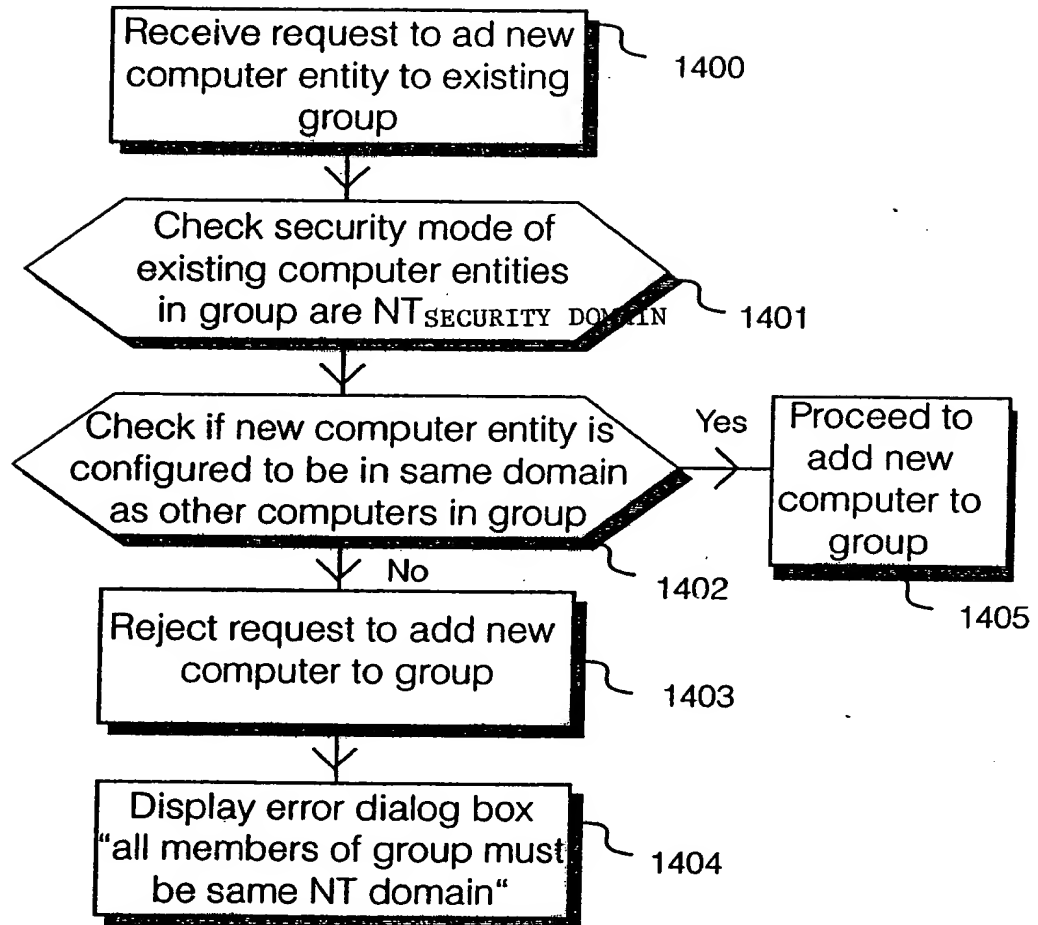 Receive request to ad new
computer entity to existing
group
1400
Check security mode of
existing computer entities
in group are NT SECURITY DOMAIN
1401
Check if new computer entity is
configured to be in same domain
as other computers in group
1402
Yes
Proceed to
add new
computer to
group
1405
No
Reject request to add new
computer to group
1403
Display error dialog box
“all members of group must
be same NT domain“
1404